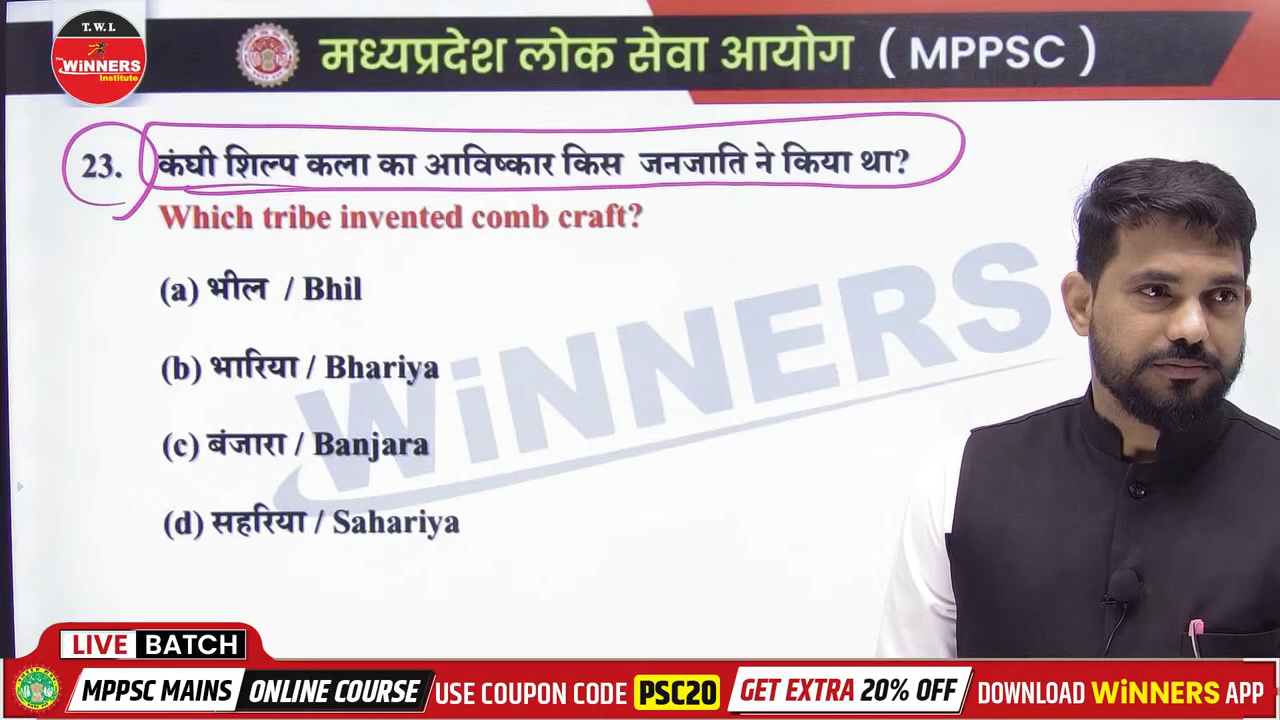 T. W. I.
The WiNNERS
Institute
मध्यप्रदेश लोक सेवा आयोग ( MPPSC )
23. कंघी शिल्प कला का आविष्कार किस जनजाति ने किया था?
Which tribe invented comb craft?
(a) भील / Bhil
(b) भारिया / Bhariya
(c) बंजारा / Banjara
(d) सहरिया / Sahariya
WiNNERS
LIVE BATCH
MPPSC MAINS ONLINE COURSE USE COUPON CODE PSC20 GET EXTRA 20% OFF DOWNLOAD WiNNERS APP